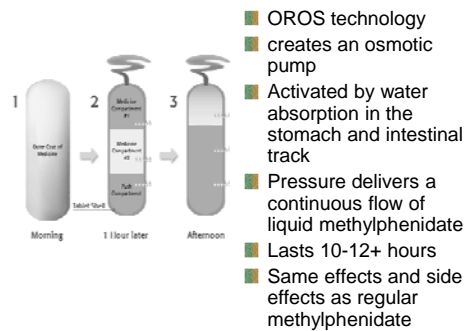 1
2
3
Outer Coat of
Medicine
Medicine
Compartment
#1
Medicine
Compartment
#2
Push
Compartment
Tablet Shell
Morning
1 Hour later
Afternoon
OROS technology
creates an osmotic
pump
Activated by water
absorption in the
stomach and intestinal
track
Pressure delivers a
continuous flow of
liquid methylphenidate
Lasts 10-12+ hours
Same effects and side
effects as regular
methylphenidate